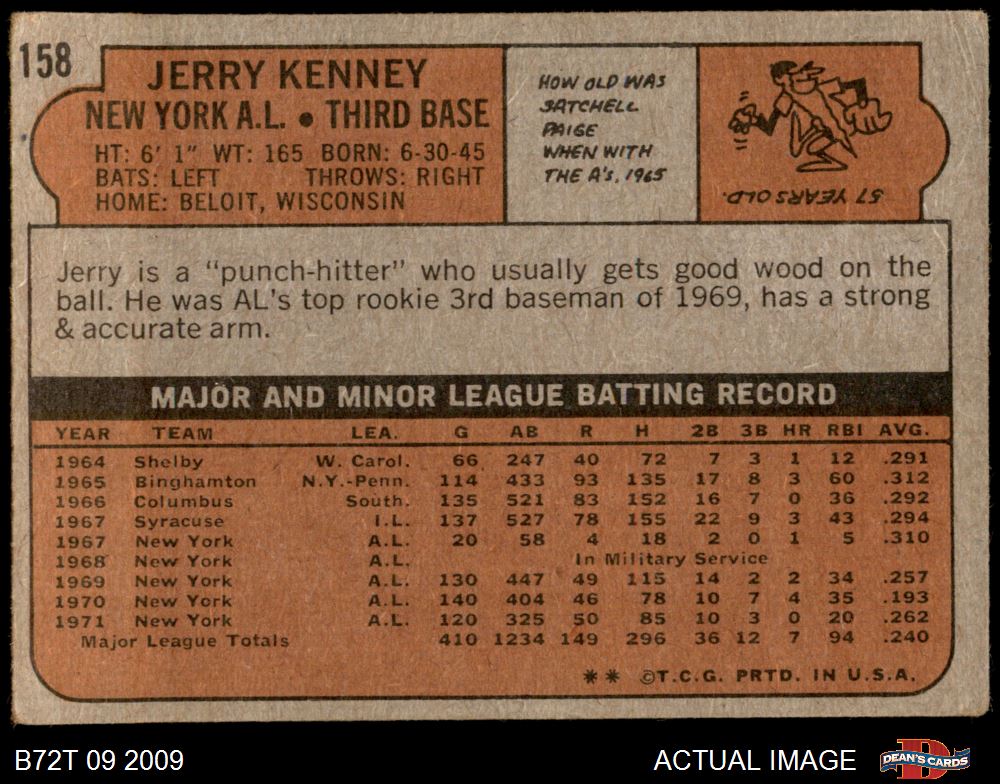 158
JERRY KENNEY
NEW YORK A.L. ● THIRD BASE
HT: 6' 1" WT: 165 BORN: 6-30-45
BATS: LEFT THROWS: RIGHT
HOME: BELOIT, WISCONSIN
HOW OLD WAS
SATCHELL
PAIGE
WHEN WITH
THE A's, 1965
57 YEARS OLD.
Jerry is a “punch-hitter” who usually gets good wood on the
ball. He was AL's top rookie 3rd baseman of 1969, has a strong
& accurate arm.
MAJOR AND MINOR LEAGUE BATTING RECORD
YEAR TEAM LEA. G AB R H 2B 3B HR RBI AVG.
1964 Shelby W. Carol. 66 247 40 72 7 3 1 12 .291
1965 Binghamton N.Y.-Penn. 114 433 93 135 17 8 3 60 .312
1966 Columbus South. 135 521 83 152 16 7 0 36 .292
1967 Syracuse I.L. 137 527 78 155 22 9 3 43 .294
1967 New York A.L. 20 58 4 18 2 0 1 5 .310
1968 New York A.L. In Military Service
1969 New York A.L. 130 447 49 115 14 2 2 34 .257
1970 New York A.L. 140 404 46 78 10 7 4 35 .193
1971 New York A.L. 120 325 50 85 10 3 0 20 .262
Major League Totals 410 1234 149 296 36 12 7 94 .240
** ©T.C.G. PRTD. IN U.S.A.
B72T 09 2009
ACTUAL IMAGE
D
DEAN'S CARDS